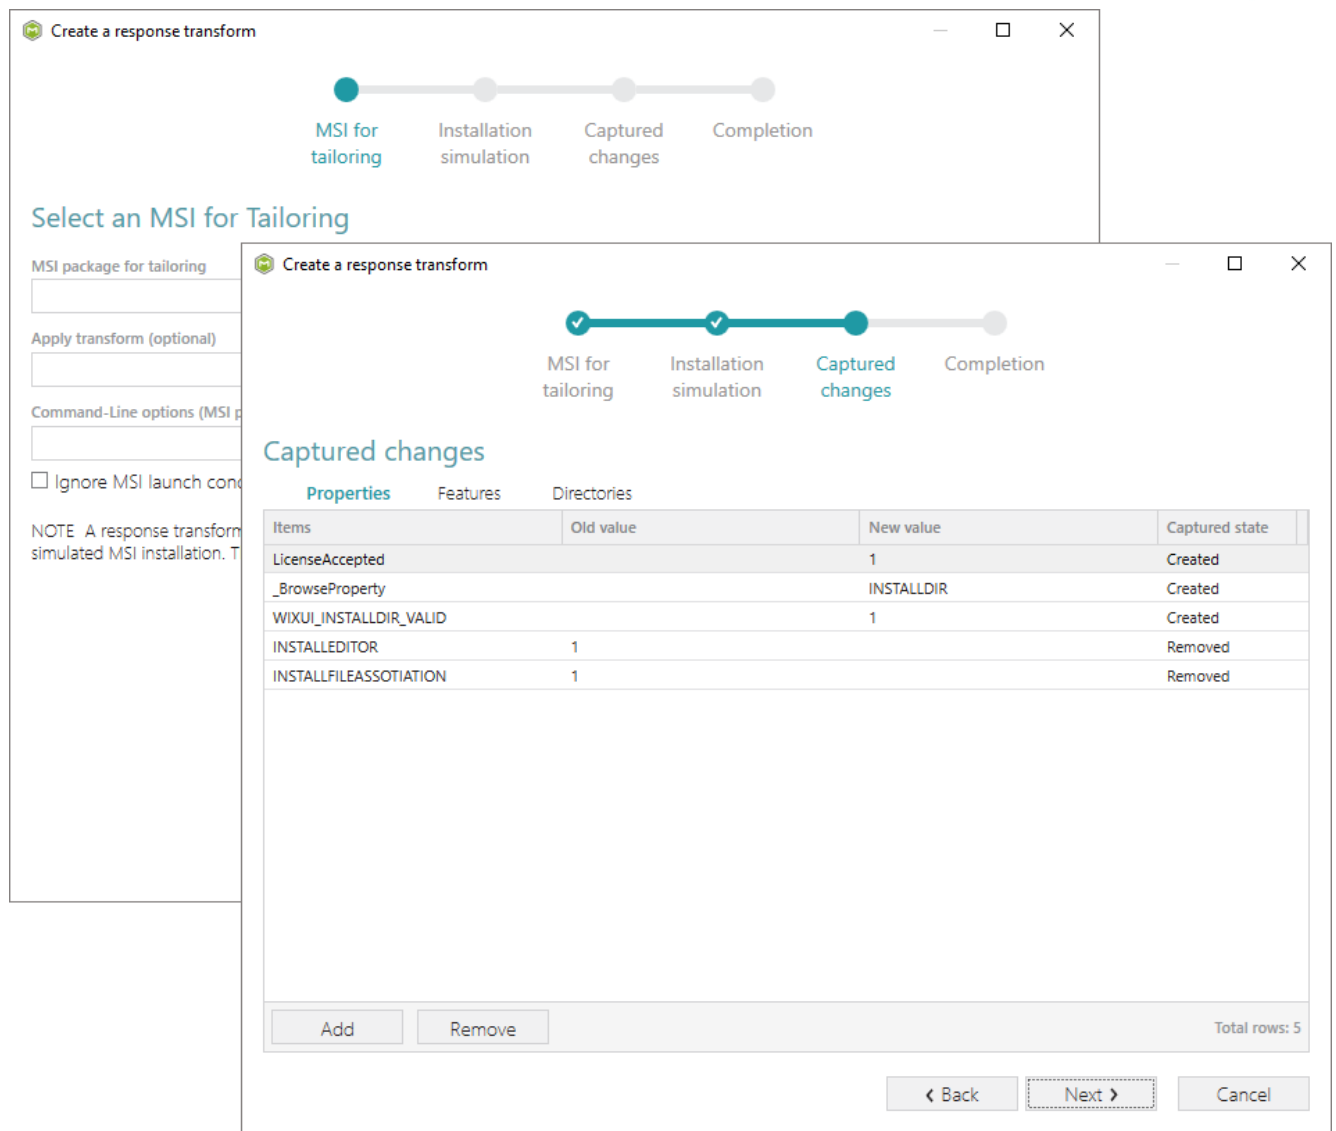 Create a response transform
MSI for
tailoring
Installation
simulation
Captured
changes
Completion
Select an MSI for Tailoring
MSI package for tailoring
Apply transform (optional)
Command-Line options (MSI
Ignore MSI launch
NOTE A response transform
simulated MSI installation.
Create a response transform
MSI for
tailoring
Installation
simulation
Captured
changes
Completion
Captured changes
Properties Features Directories
Items Old value New value Captured state
LicenseAccepted 1 Created
_BrowseProperty INSTALLDIR Created
WIXUI_INSTALLDIR_VALID 1 Created
INSTALLEDITOR 1 Removed
INSTALLFILEASSOTIATION 1 Removed
Add Remove Total rows: 5
Back Next Cancel